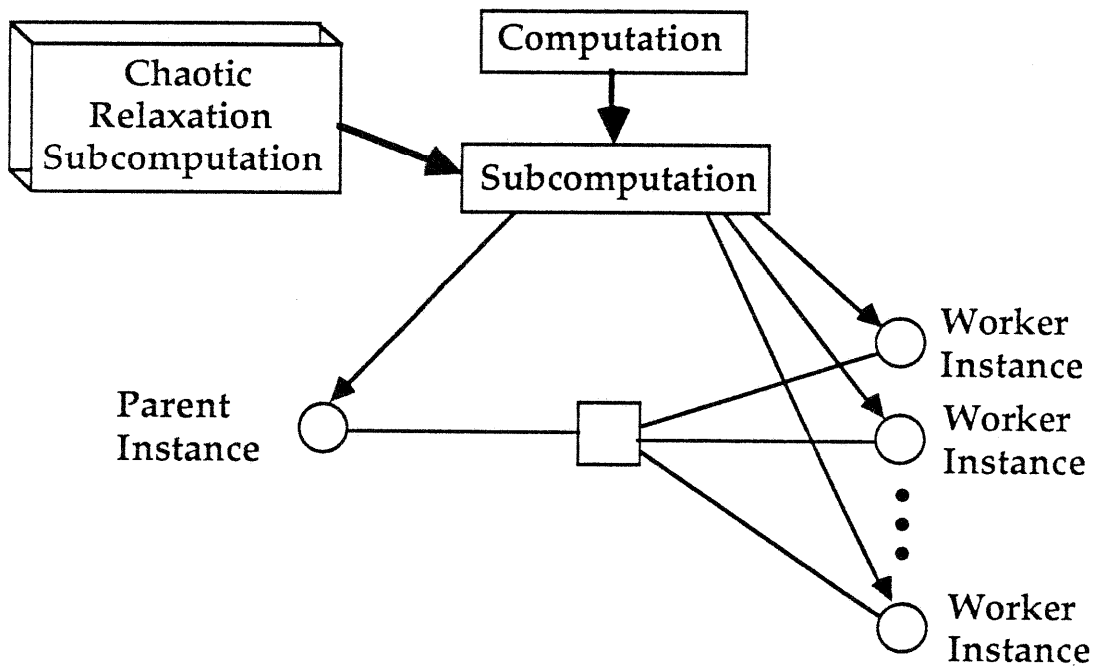 Computation
Chaotic
Relaxation
Subcomputation
Subcomputation
Worker
Instance
Parent
Instance
Worker
Instance
Worker
Instance